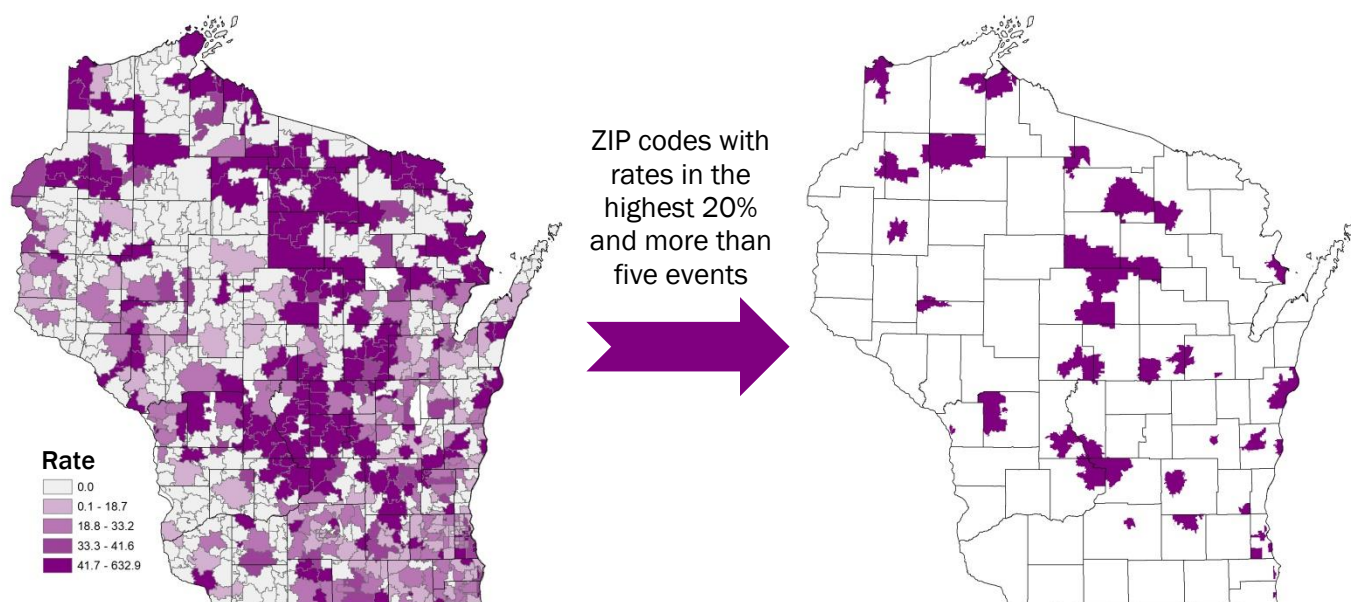 ZIP codes with
rates in the
highest 20%
and more than
five events
Rate
0.0
0.1 - 18.7
18.8 - 33.2
33.3 - 41.6
41.7 - 632.9